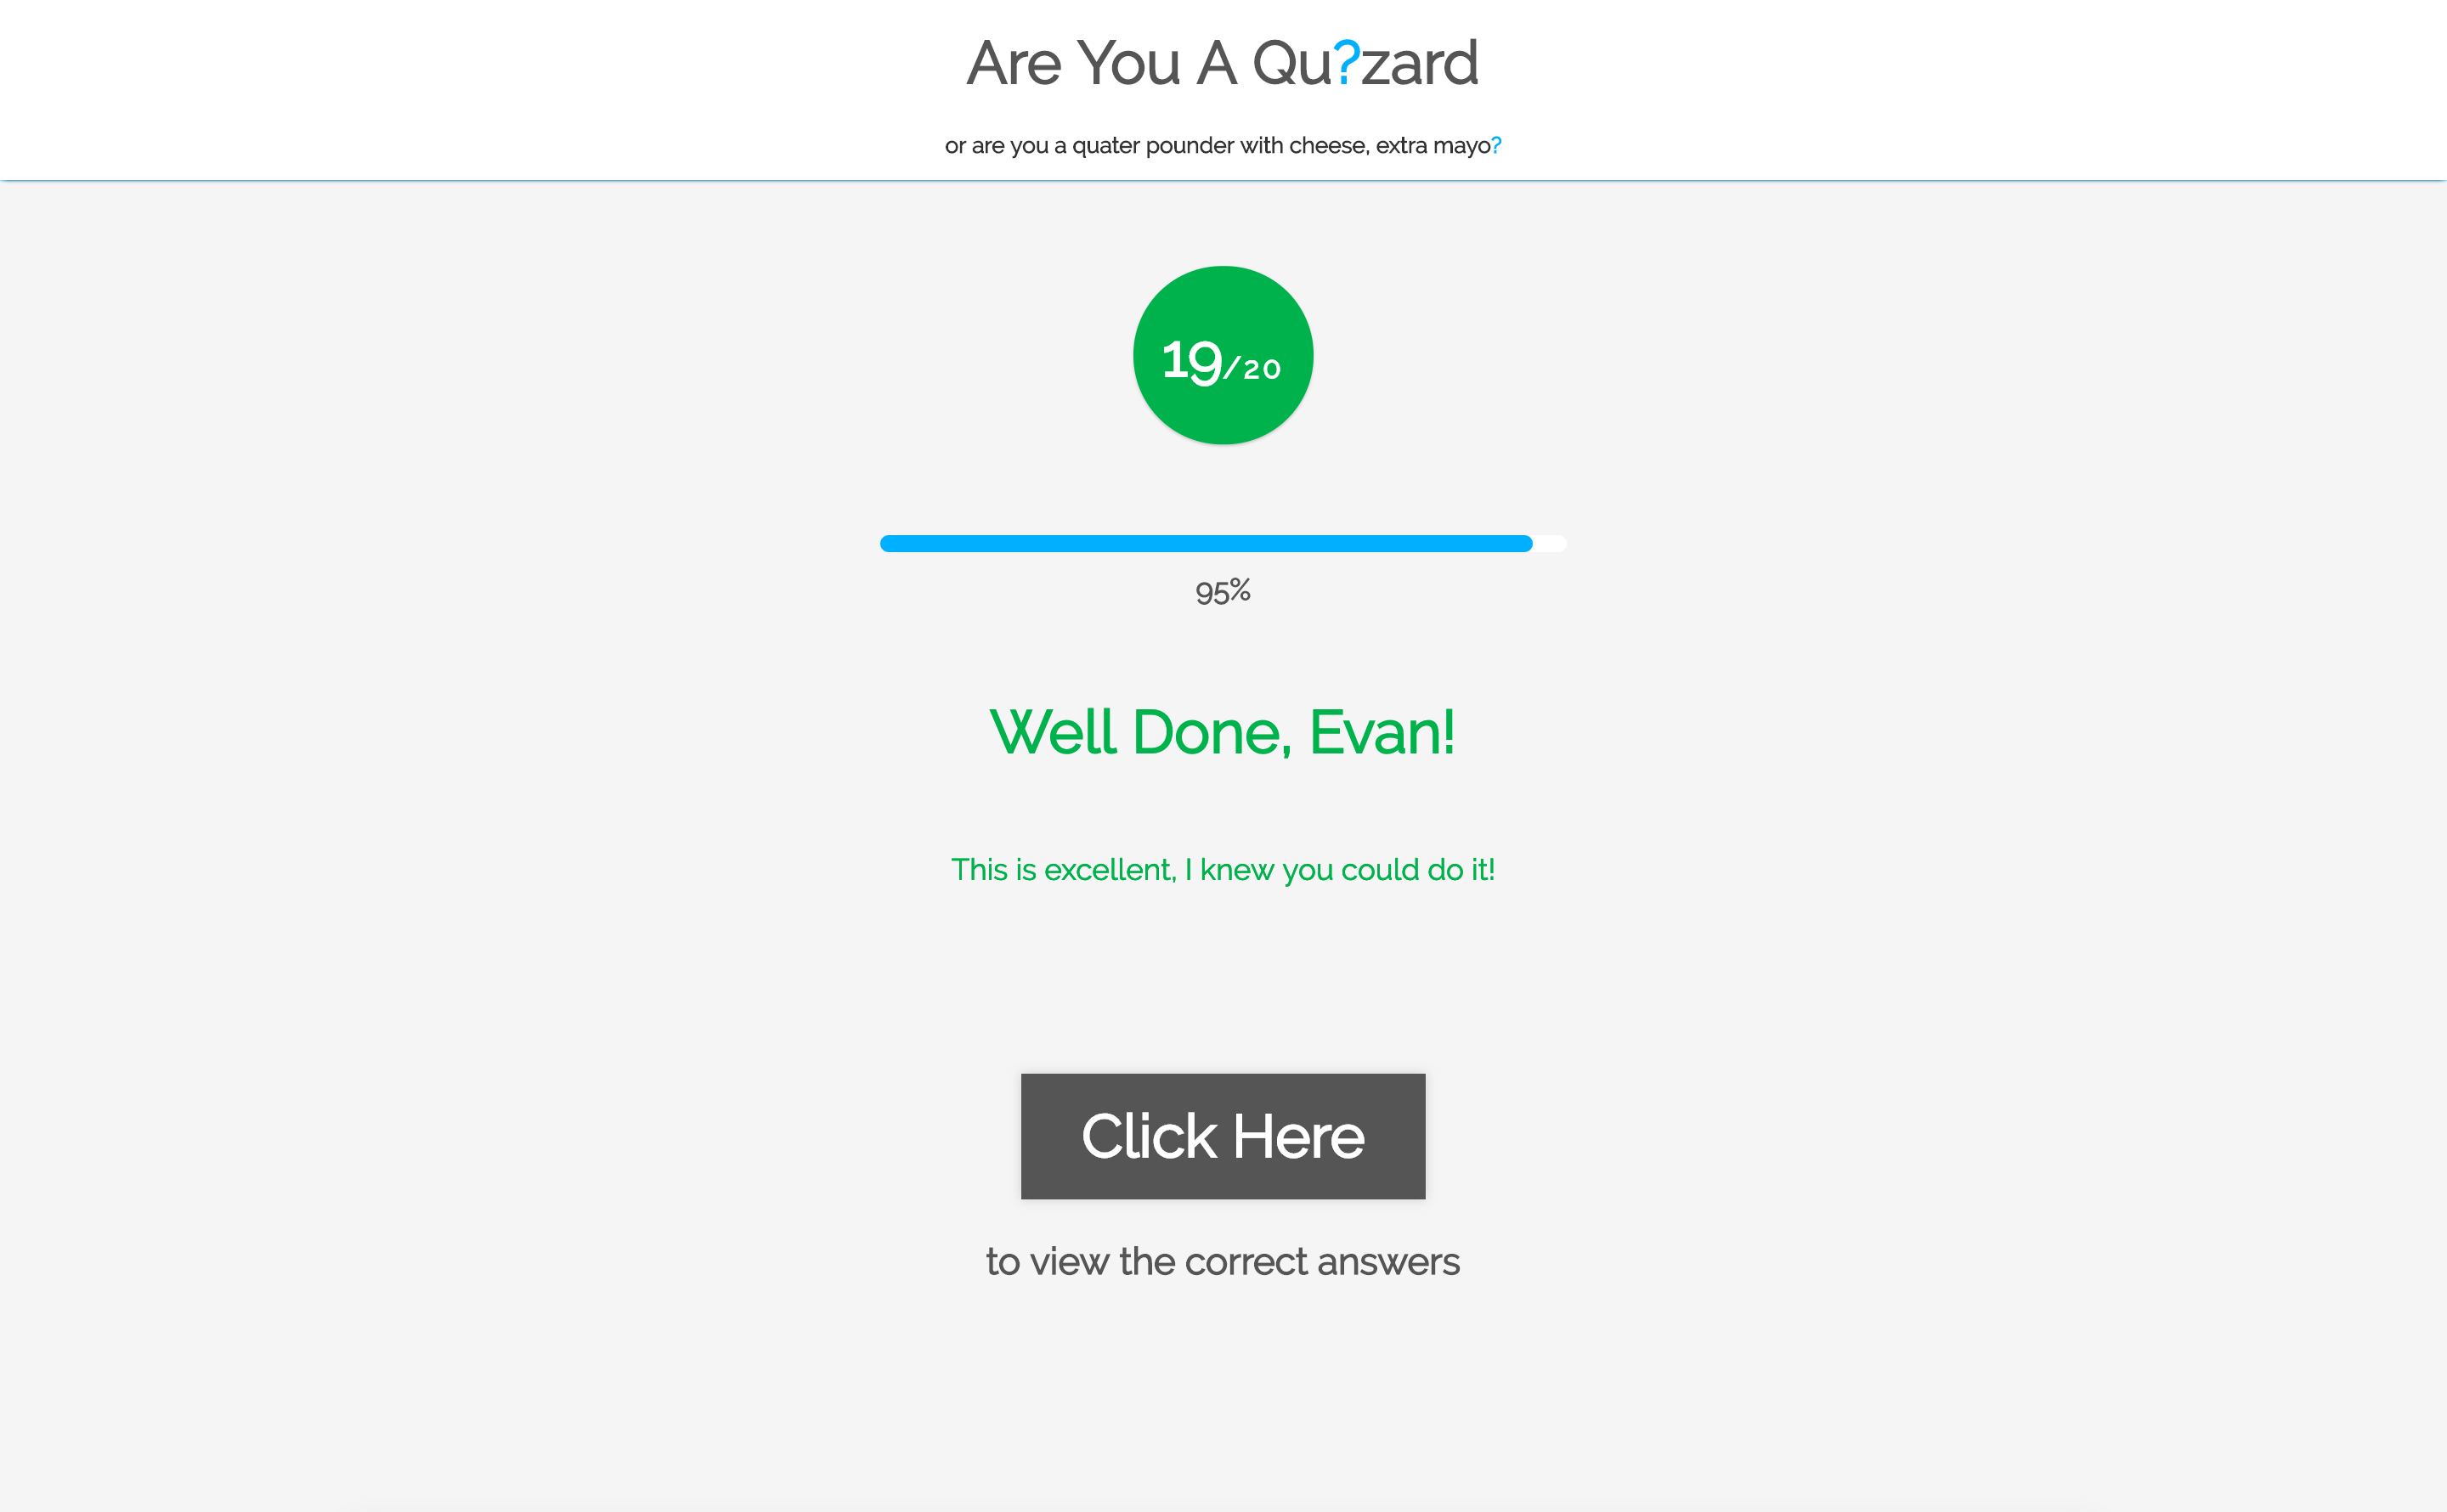 Are You A Qu?zard
or are you a quater pounder with cheese, extra mayo?
19/20
95%
Well Done, Evan!
This is excellent, I knew you could do it!
Click Here
to view the correct answers